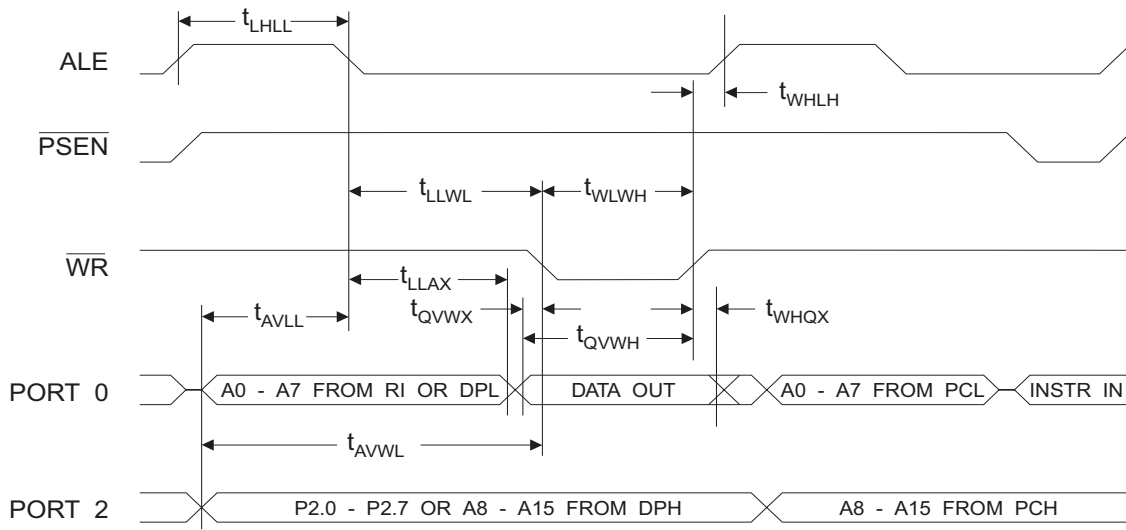 tLHLL
ALE
tWHLH
PSEN
tLLWL
tWLWH
WR
tLLAX
tAVLL
tQVWX
tWHQX
tQVWH
PORT 0
A0 - A7 FROM RI OR DPL
DATA OUT
A0 - A7 FROM PCL
INSTR IN
tAVWL
PORT 2
P2.0 - P2.7 OR A8 - A15 FROM DPH
A8 - A15 FROM PCH